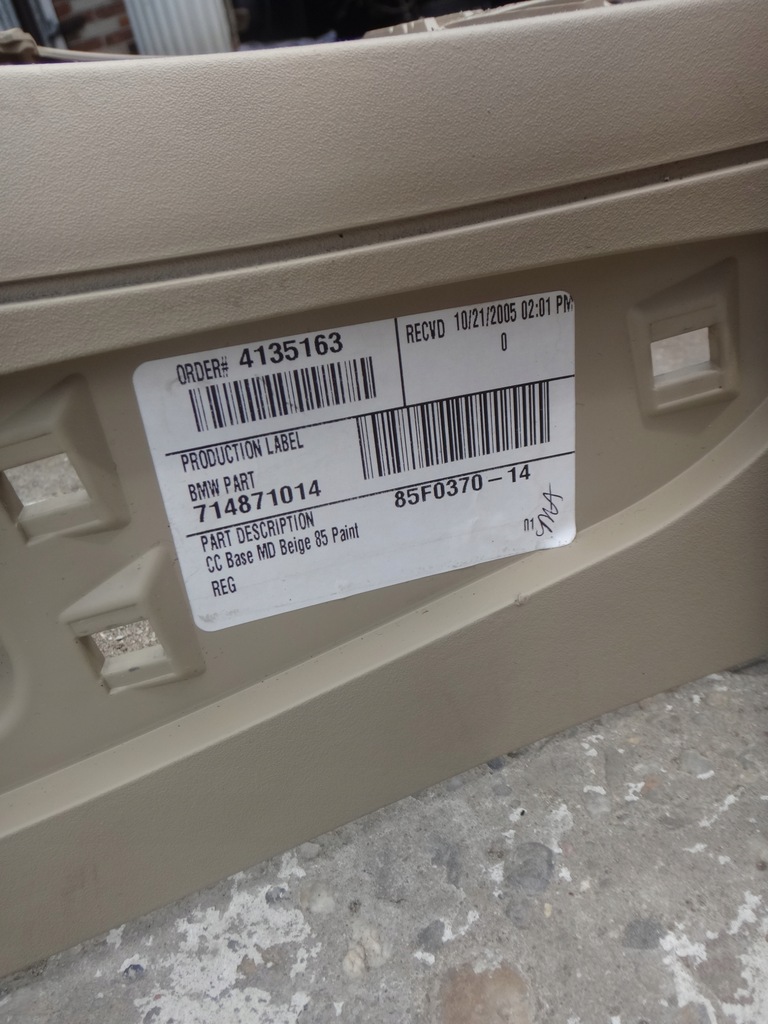 ORDER# 4135163
RECVD 10/21/2005 02:01 PM
0
PRODUCTION LABEL
BMW PART
714871014
85F0370-14
PART DESCRIPTION
CC Base MD Beige 85 Paint
REG